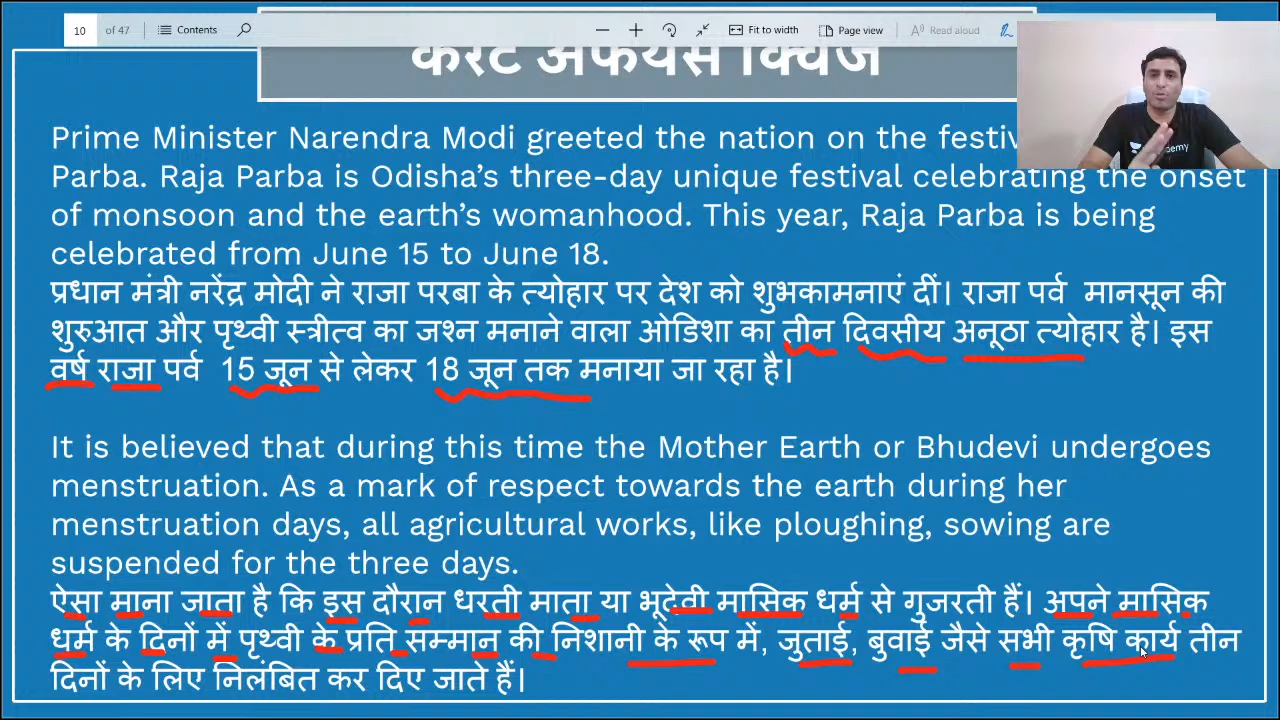 10 of 47 Contents Fit to width Page view Read aloud
करंट अफेयर्स क्विज
Prime Minister Narendra Modi greeted the nation on the
Parba. Raja Parba is Odisha's three-day unique festival celebrating the onset
of monsoon and the earth's womanhood. This year, Raja Parba is being
celebrated from June 15 to June 18.
प्रधान मंत्री नरेंद्र मोदी ने राजा परबा के त्योहार पर देश को शुभकामनाएं दीं। राजा पर्व मानसून की
शुरुआत और पृथ्वी स्त्रीत्व का जश्न मनाने वाला ओडिशा का तीन दिवसीय अनूठा त्योहार है। इस
वर्ष राजा पर्व 15 जून से लेकर 18 जून तक मनाया जा रहा है।
It is believed that during this time the Mother Earth or Bhudevi undergoes
menstruation. As a mark of respect towards the earth during her
menstruation days, all agricultural works, like ploughing, sowing are
suspended for the three days.
ऐसा माना जाता है कि इस दौरान धरती माता या भूदेवी मासिक धर्म से गुजरती हैं। अपने मासिक
धर्म के दिनों में पृथ्वी के प्रति सम्मान की निशानी के रूप में, जुताई, बुवाई जैसे सभी कृषि कार्य तीन
दिनों के लिए निलंबित कर दिए जाते हैं।